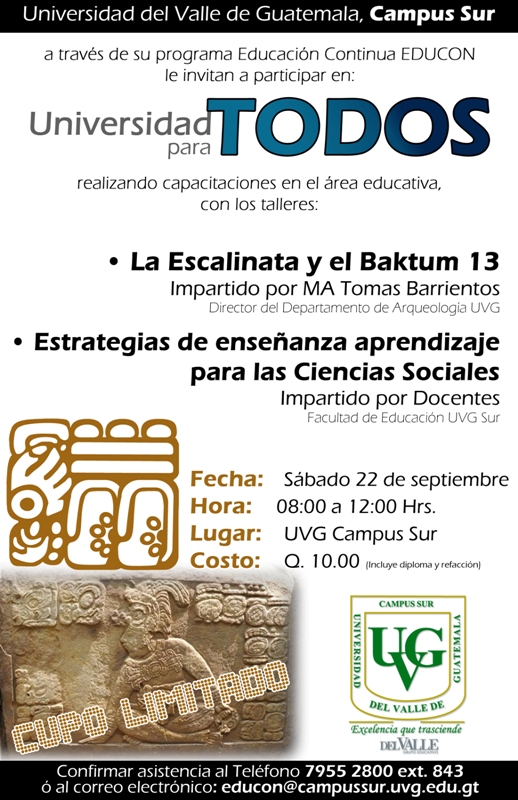 Universidad del Valle de Guatemala, Campus Sur
a través de su programa Educación Continua EDUCON
le invitan a participar en:
Universidad
para TODOS
realizando capacitaciones en el área educativa,
con los talleres:
• La Escalinata y el Baktum 13
Impartido por MA Tomas Barrientos
Director del Departamento de Arqueología UVG
• Estrategias de enseñanza aprendizaje
para las Ciencias Sociales
Impartido por Docentes
Facultad de Educación UVG Sur
Fecha: Sábado 22 de septiembre
Hora: 08:00 a 12:00 Hrs.
Lugar: UVG Campus Sur
Costo: Q. 10.00 (Incluye diploma y refacción)
CUPO LIMITADO
CAMPUS SUR
UNIVERSIDAD
UVG
GUATEMALA
DEL VALLE DE
Excelencia que trasciende
DEL VALLE
GRUPO EDUCATIVO
Confirmar asistencia al Teléfono 7955 2800 ext. 843
ó al correo electrónico: educon@campussur.uvg.edu.gt